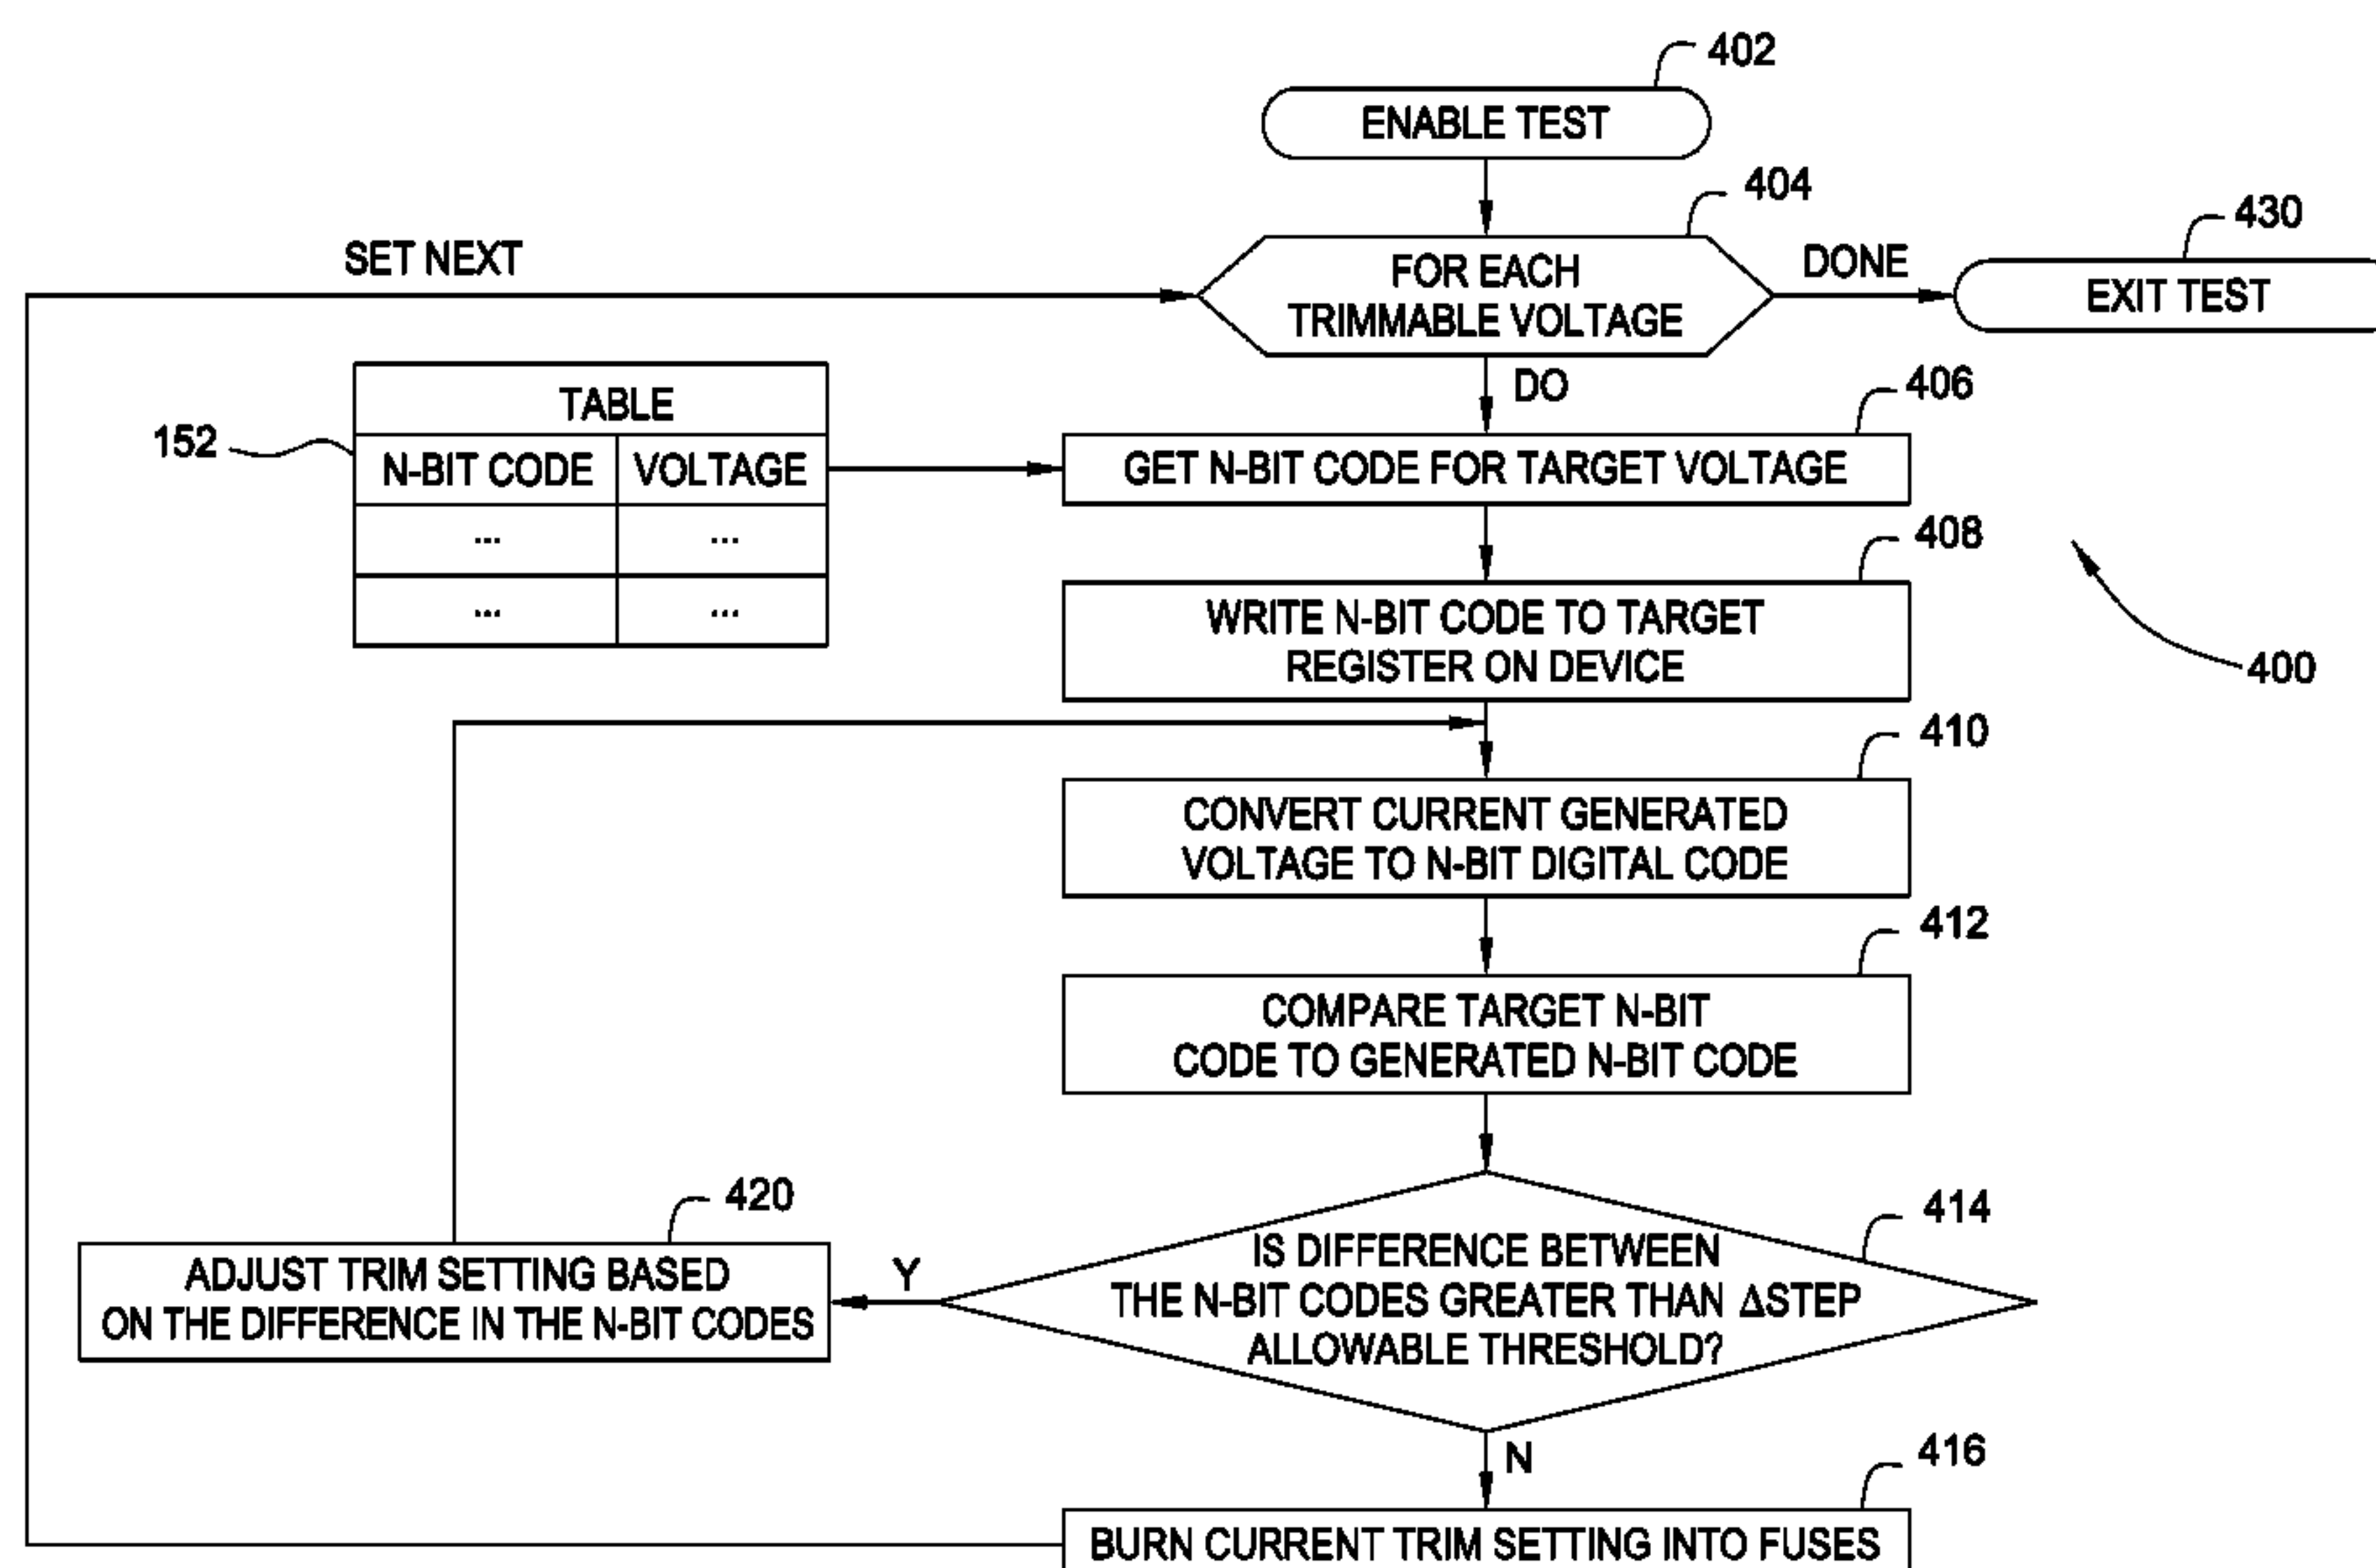 402
ENABLE TEST
404
430
SET NEXT
FOR EACH
TRIMMABLE VOLTAGE
DONE
EXIT TEST
DO
406
TABLE
152
N-BIT CODE
VOLTAGE
...
...
...
...
GET N-BIT CODE FOR TARGET VOLTAGE
408
WRITE N-BIT CODE TO TARGET
REGISTER ON DEVICE
400
410
CONVERT CURRENT GENERATED
VOLTAGE TO N-BIT DIGITAL CODE
412
COMPARE TARGET N-BIT
CODE TO GENERATED N-BIT CODE
414
IS DIFFERENCE BETWEEN
THE N-BIT CODES GREATER THAN ΔSTEP
ALLOWABLE THRESHOLD?
Y
420
ADJUST TRIM SETTING BASED
ON THE DIFFERENCE IN THE N-BIT CODES
N
416
BURN CURRENT TRIM SETTING INTO FUSES